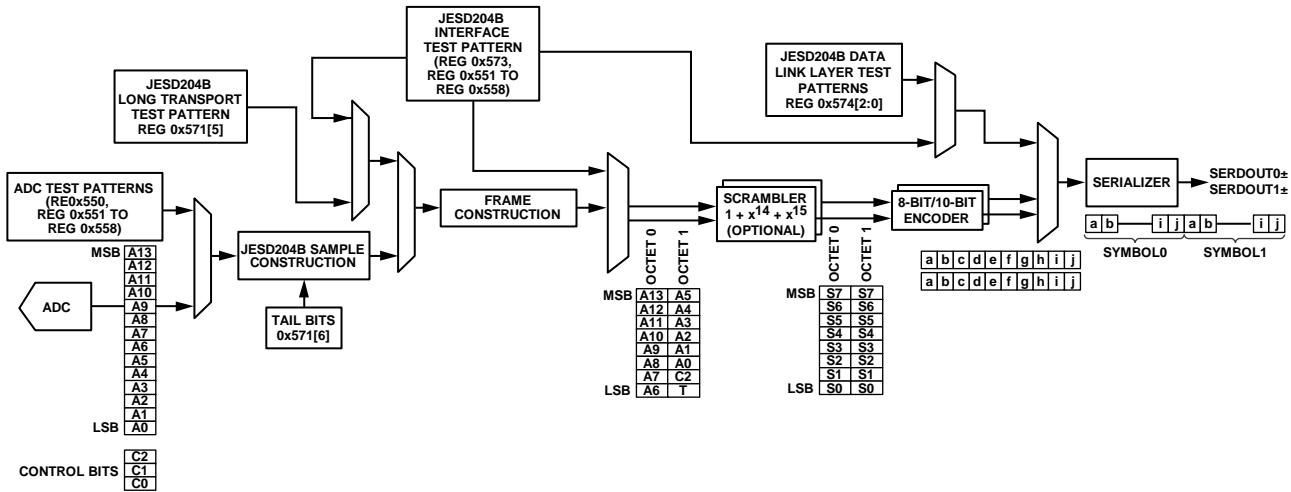 JESD204B
INTERFACE
TEST PATTERN
(REG 0x573,
REG 0x551 TO
REG 0x558)
JESD204B DATA
LINK LAYER TEST
PATTERNS
REG 0x574[2:0]
JESD204B
LONG TRANSPORT
TEST PATTERN
REG 0x571[5]
ADC TEST PATTERNS
(RE0x550,
REG 0x551 TO
REG 0x558)
FRAME
CONSTRUCTION
SCRAMBLER
1 + x14 + x15
(OPTIONAL)
8-BIT/10-BIT
ENCODER
SERIALIZER
SERDOUT0±
SERDOUT1±
JESD204B SAMPLE
CONSTRUCTION
TAIL BITS
0x571[6]
ADC
MSB A13
A12
A11
A10
A9
A8
A7
A6
A5
A4
A3
A2
A1
LSB A0
CONTROL BITS
C2
C1
C0
OCTET 0
OCTET 1
MSB A13 A5
A12 A4
A11 A3
A10 A2
A9 A1
A8 A0
A7 C2
LSB A6 T
OCTET 0
OCTET 1
MSB S7 S7
S6 S6
S5 S5
S4 S4
S3 S3
S2 S2
S1 S1
LSB S0 S0
a b c d e f g h i j
a b c d e f g h i j
a b i j a b i j
SYMBOL0 SYMBOL1